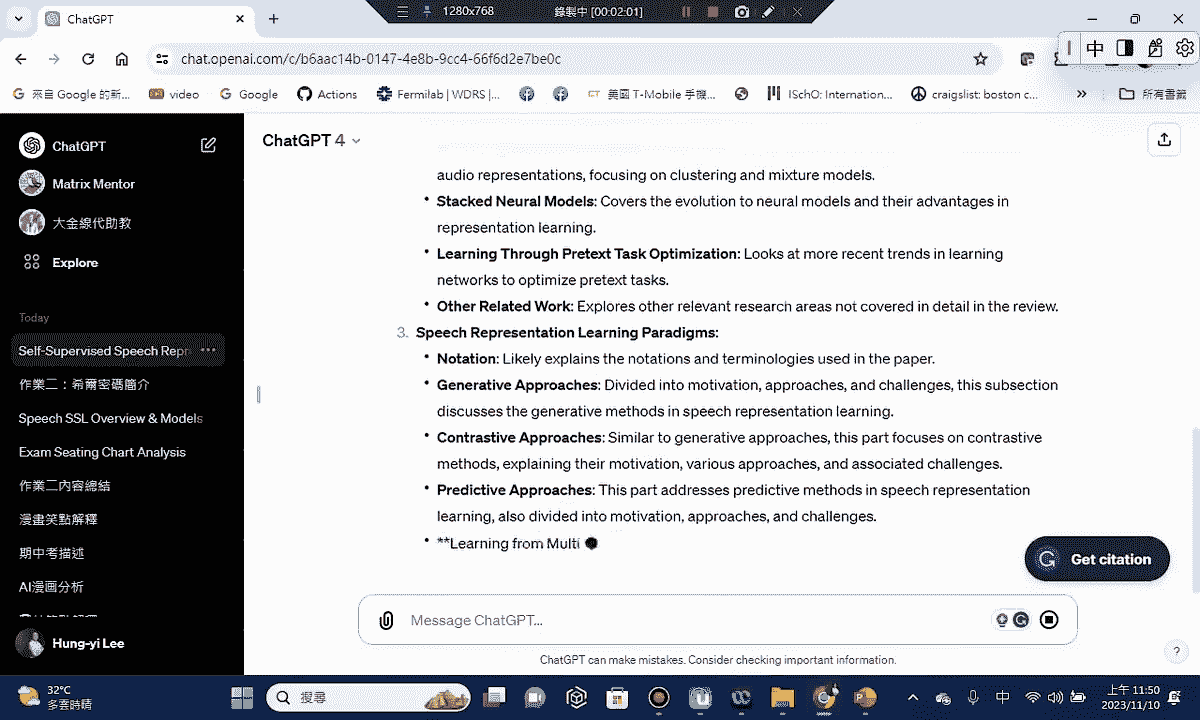 ChatGPT
1280x768
錄製中 [00:02:01]
chat.openai.com/c/b6aac14b-0147-4e8b-9cc4-66f6d2e7be0c
中
來自 Google 的新...
video
Google
Actions
Fermilab | WDRS |...
美國 T-Mobile 手機...
ISchO: Internation...
craigslist: boston c...
所有書籤
ChatGPT
Matrix Mentor
大金線代助教
Explore
Today
Self-Supervised Speech Repr
作業二：希爾密碼簡介
Speech SSL Overview & Models
Exam Seating Chart Analysis
作業二內容總結
漫畫笑點解釋
期中考描述
AI漫画分析
Hung-yi Lee
ChatGPT 4
audio representations, focusing on clustering and mixture models.
• Stacked Neural Models: Covers the evolution to neural models and their advantages in
representation learning.
• Learning Through Pretext Task Optimization: Looks at more recent trends in learning
networks to optimize pretext tasks.
• Other Related Work: Explores other relevant research areas not covered in detail in the review.
3. Speech Representation Learning Paradigms:
• Notation: Likely explains the notations and terminologies used in the paper.
• Generative Approaches: Divided into motivation, approaches, and challenges, this subsection
discusses the generative methods in speech representation learning.
• Contrastive Approaches: Similar to generative approaches, this part focuses on contrastive
methods, explaining their motivation, various approaches, and associated challenges.
• Predictive Approaches: This part addresses predictive methods in speech representation
learning, also divided into motivation, approaches, and challenges.
• **Learning from Multi
Get citation
Message ChatGPT...
ChatGPT can make mistakes. Consider checking important information.
?
32°C
多雲時晴
搜尋
中
上午 11:50
2023/11/10